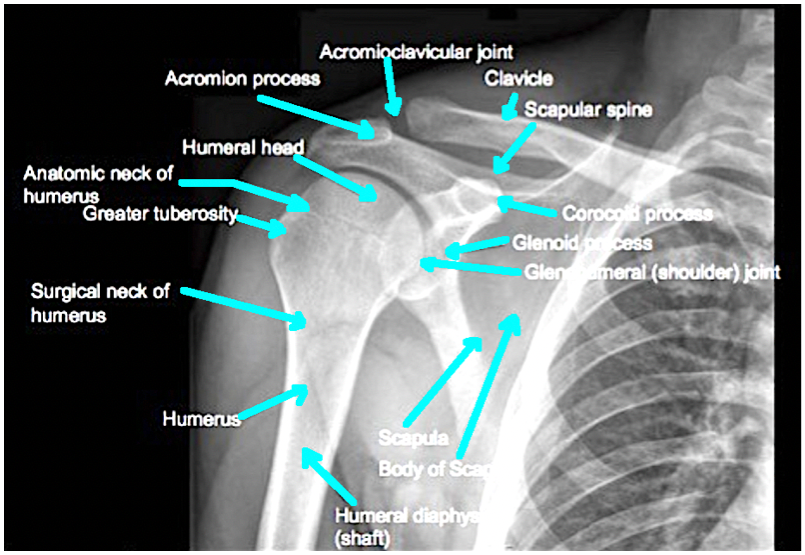 Acromioclavicular joint
Acromion process
Clavicle
Scapular spine
Humeral head
Anatomic neck of
humerus
Greater tuberosity
Corocoid process
Glenoid process
Glenohumeral (shoulder) joint
Surgical neck of
humerus
Humerus
Scapula
Body of Scap
Humeral diaphys
(shaft)